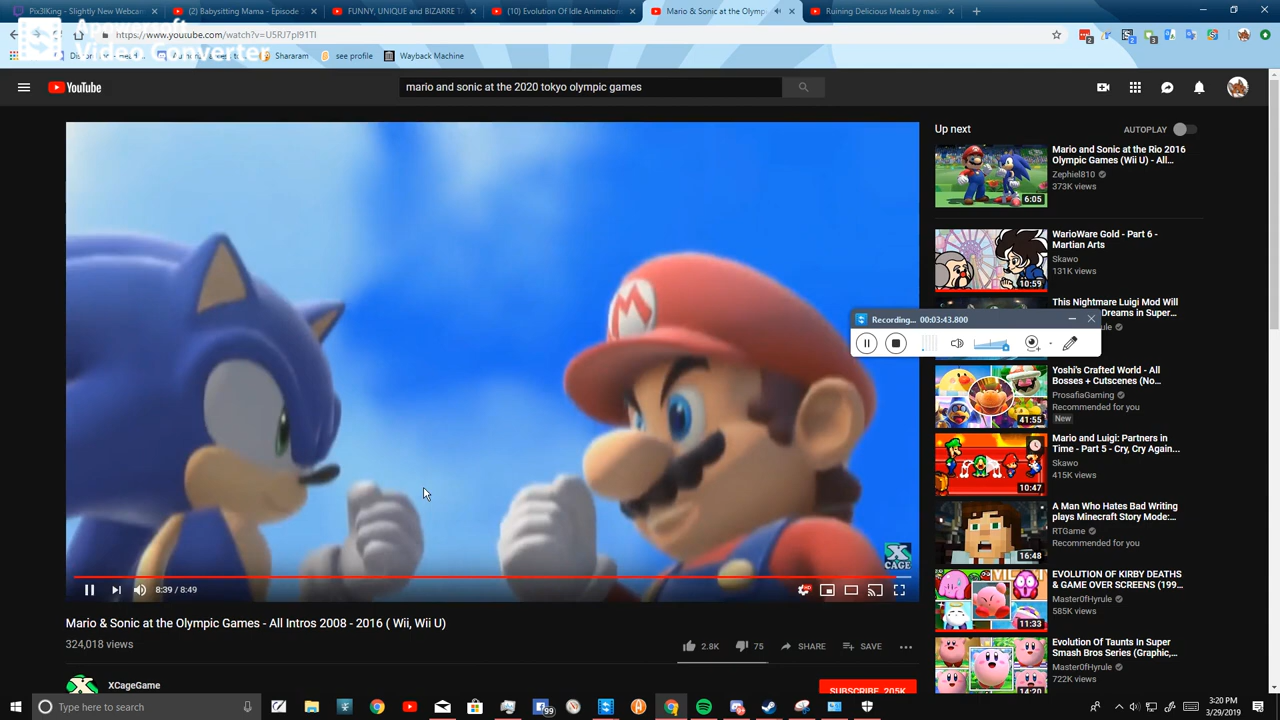 Pix3lKing - Slightly New Webcam
(2) Babysitting Mama - Episode
FUNNY, UNIQUE and BIZARRE
(10) Evolution Of Idle Animation
Mario & Sonic at the Olymp
Ruining Delicious Meals by
Apowersoft
Video Converter
https://www.youtube.com/watch?v=U5RJ7pI91TI
Shararam
see profile
Wayback Machine
YouTube
mario and sonic at the 2020 tokyo olympic games
Up next
AUTOPLAY
Mario and Sonic at the Rio 2016
Olympic Games (Wii U) - All...
Zephiel810
373K views
6:05
WarioWare Gold - Part 6 -
Martial Arts
Skawo
131K views
10:59
This Nightmare Luigi Mod Will
Recording... 00:03:43.800
Yoshi's Crafted World - All
Bosses + Cutscenes (No...
ProsafiaGaming
Recommended for you
New
41:55
Mario and Luigi: Partners in
Time - Part 5 - Cry, Cry Again...
Skawo
415K views
10:47
A Man Who Hates Bad Writing
plays Minecraft Story Mode:...
RTGame
Recommended for you
16:48
EVOLUTION OF KIRBY DEATHS
& GAME OVER SCREENS (199...
Master0fHyrule
585K views
11:33
Evolution Of Taunts In Super
Smash Bros Series (Graphic,...
Master0fHyrule
722K views
14:20
M
X
CAGE
8:39 / 8:49
Mario & Sonic at the Olympic Games - All Intros 2008 - 2016 ( Wii, Wii U)
324,018 views
2.8K
75
SHARE
SAVE
XCageGame
SUBSCRIBE 205K
Type here to search
99
3:20 PM
3/29/2019